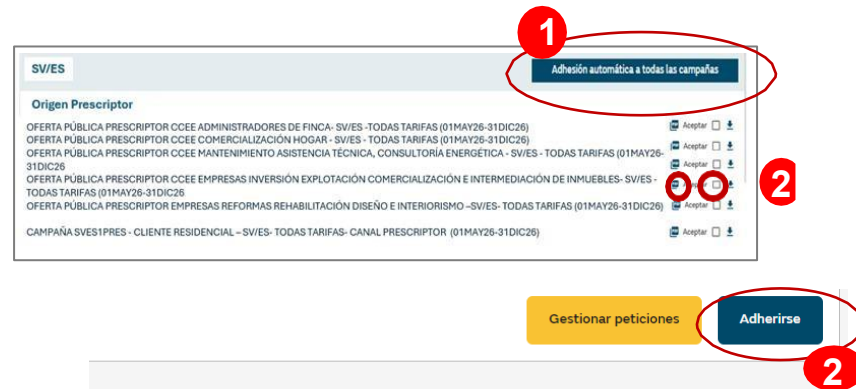 1
SV/ES
Adhesión automática a todas las campañas
Origen Prescriptor
OFERTA PÚBLICA PRESCRIPTOR CCEE ADMINISTRADORES DE FINCA- SV/ES -TODAS TARIFAS (01MAY26-31DIC26)
Aceptar
OFERTA PÚBLICA PRESCRIPTOR CCEE COMERCIALIZACIÓN HOGAR - SV/ES - TODAS TARIFAS (01MAY26-31DIC26)
Aceptar
OFERTA PÚBLICA PRESCRIPTOR CCEE MANTENIMIENTO ASISTENCIA TÉCNICA, CONSULTORÍA ENERGÉTICA - SV/ES - TODAS TARIFAS (01MAY26-
31DIC26
Aceptar
OFERTA PÚBLICA PRESCRIPTOR CCEE EMPRESAS INVERSIÓN EXPLOTACIÓN COMERCIALIZACIÓN E INTERMEDIACIÓN DE INMUEBLES- SV/ES -
TODAS TARIFAS (01MAY26-31DIC26
2
OFERTA PÚBLICA PRESCRIPTOR EMPRESAS REFORMAS REHABILITACIÓN DISEÑO E INTERIORISMO –SV/ES- TODAS TARIFAS (01MAY26-31DIC26)
Aceptar
CAMPAÑA SVES1PRES - CLIENTE RESIDENCIAL – SV/ES- TODAS TARIFAS- CANAL PRESCRIPTOR (01MAY26-31DIC26)
Aceptar
Gestionar peticiones
Adherirse
2